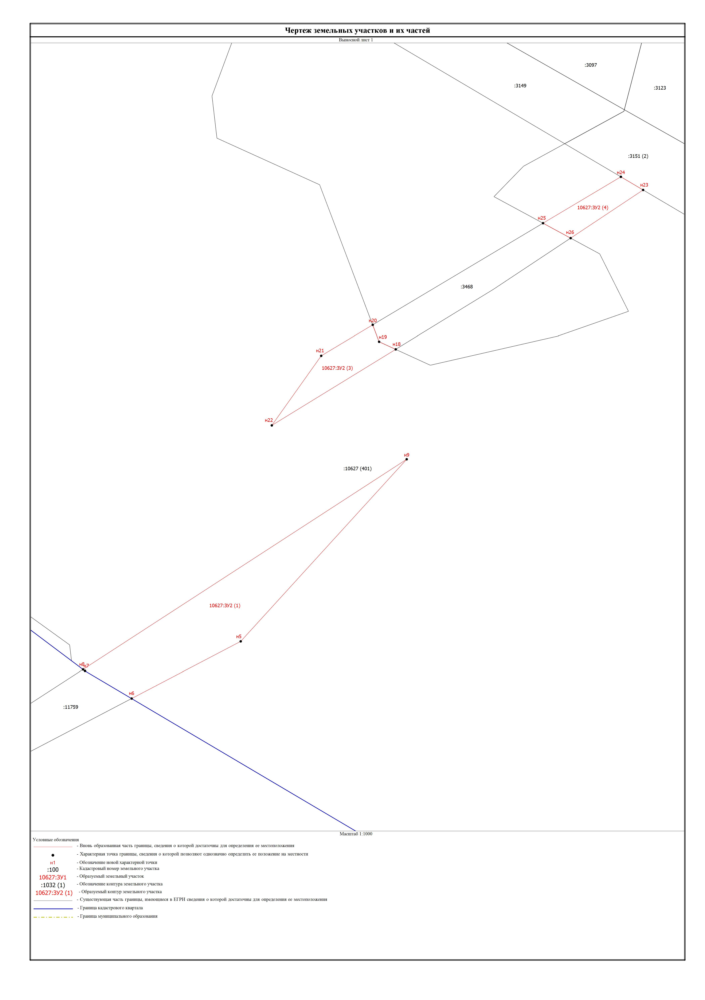 Чертеж земельных участков и их частей
Выносной лист 1
:3097
:3149
:3123
:3151 (2)
н24
н23
10627:ЗУ2 (4)
н25
н26
:3468
н20
н19
н18
н21
10627:ЗУ2 (3)
н22
н9
:10627 (401)
10627:ЗУ2 (1)
н5
н8
н7
н6
:11759
Масштаб 1:1000
Условные обозначения
- Вновь образованная часть границы, сведения о которой достаточны для определения ее местоположения
- Характерная точка границы, сведения о которой позволяют однозначно определить ее положение на местности
н1 - Обозначение новой характерной точки
:100 - Кадастровый номер земельного участка
10627:ЗУ1 - Образуемый земельный участок
:1032 (1) - Обозначение контура земельного участка
10627:ЗУ2 (1) - Образуемый контур земельного участка
- Существующая часть границы, имеющиеся в ЕГРН сведения о которой достаточны для определения ее местоположения
- Граница кадастрового квартала
- Граница муниципального образования